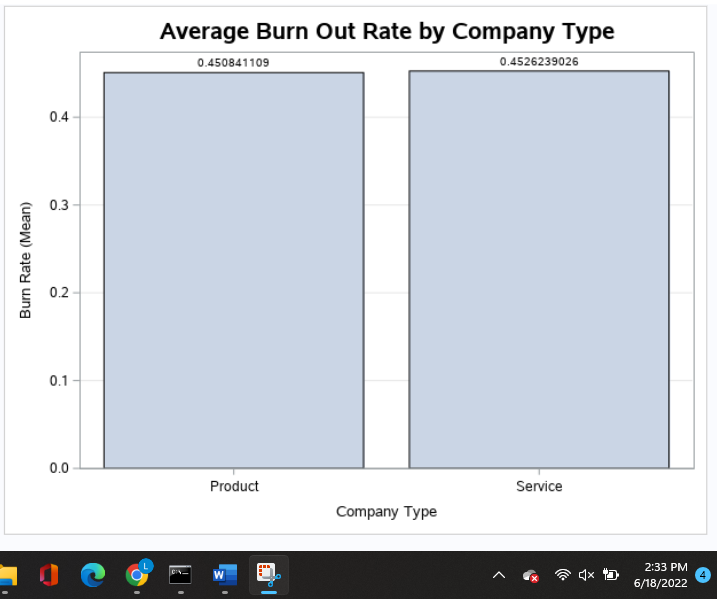 Average Burn Out Rate by Company Type
0.450841109
0.4526239026
0.4
0.3
0.2
0.1
0.0
Burn Rate (Mean)
Product
Service
Company Type
L
C:\
W
2:33 PM
6/18/2022
4